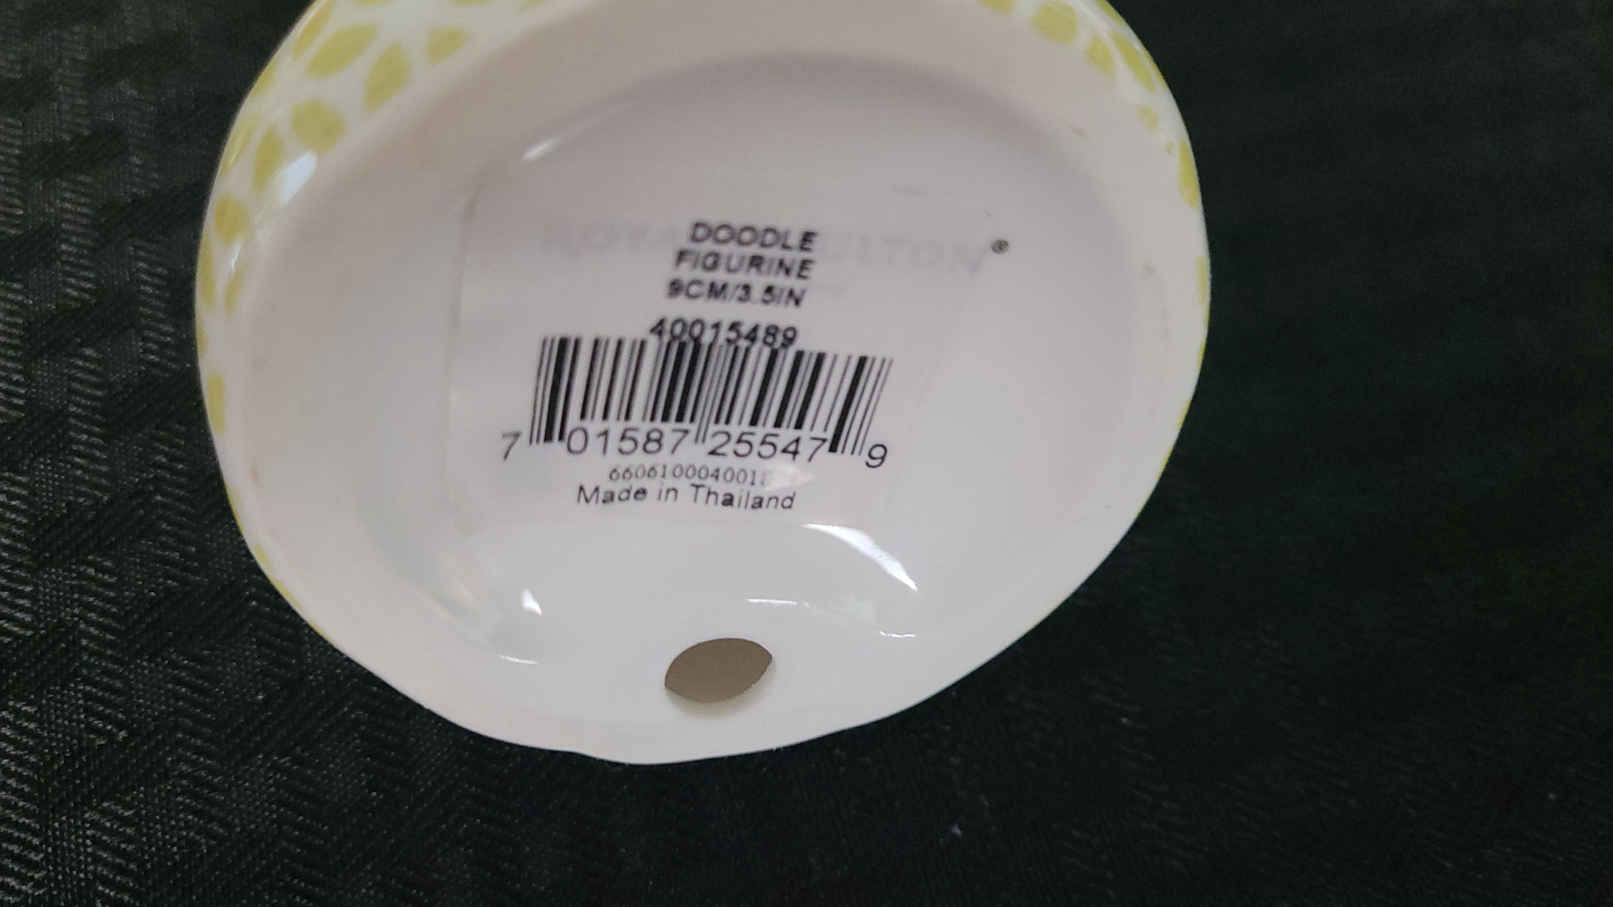 DOODLE
FIGURINE
9CM/3.5IN
40015489
7 01587 25547 9
Made in Thailand